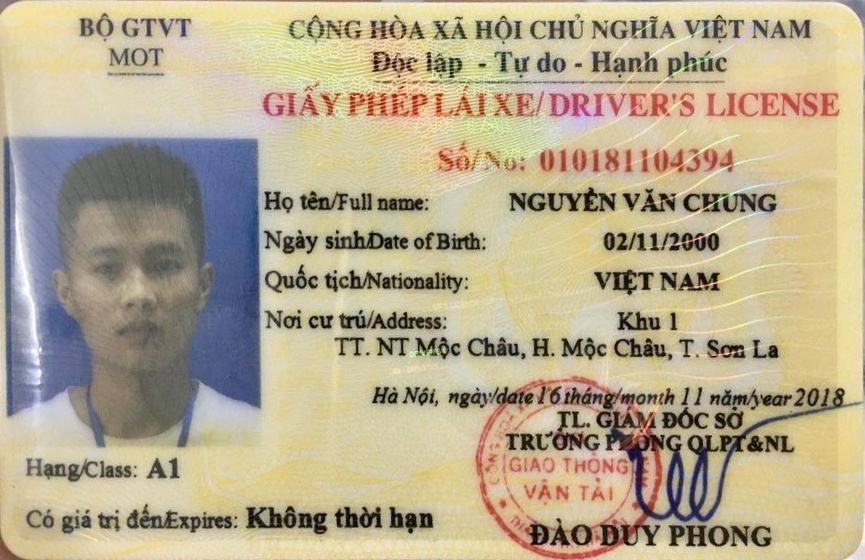 BỘ GTVT
MOT
CỘNG HÒA XÃ HỘI CHỦ NGHĨA VIỆT NAM
Độc lập - Tự do - Hạnh phúc
GIẤY PHÉP LÁI XE/ DRIVER'S LICENSE
Số/No: 010181104394
Họ tên/Full name: NGUYỄN VĂN CHUNG
Ngày sinh/Date of Birth: 02/11/2000
Quốc tịch/Nationality: VIỆT NAM
Nơi cư trú/Address: Khu 1
TT. NT Mộc Châu, H. Mộc Châu, T. Sơn La
Hà Nội, ngày/date 16 tháng/month 11 năm/year 2018
TL. GIÁM ĐỐC SỞ
TRƯỞNG PHÒNG QLPT&NL
GIAO THÔNG
VẬN TẢI
Hạng/Class: A1
Có giá trị đến/Expires: Không thời hạn
ĐÀO DUY PHONG